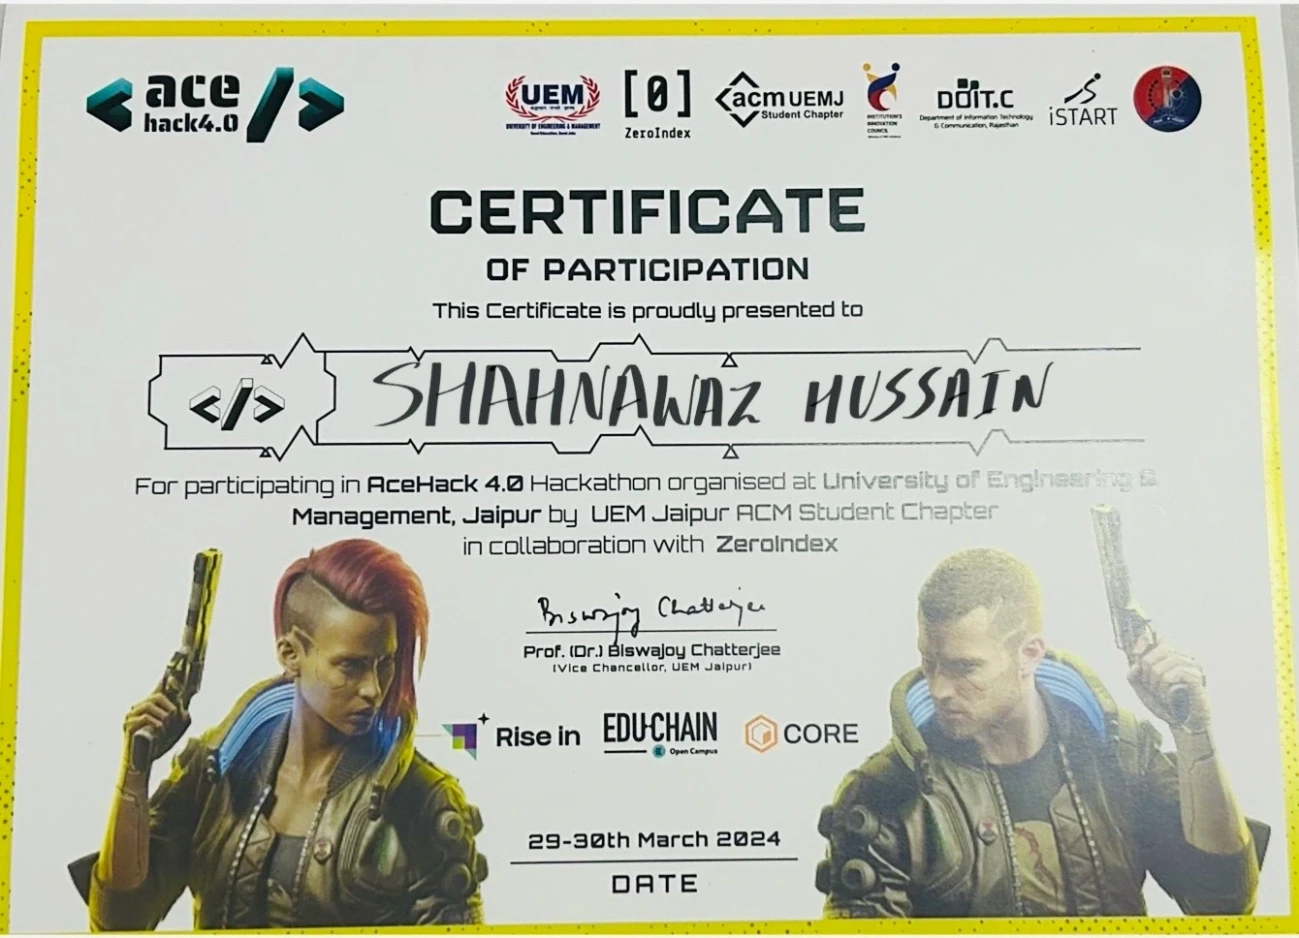 ace
hack4.0
UEM
UNIVERSITY OF ENGINEERING & MANAGEMENT
[0]
ZeroIndex
acm UEMJ
Student Chapter
INSTITUTION'S
INNOVATION
COUNCIL
DOIT.C
Department of Information Technology
& Communication, Rajasthan
iSTART
CERTIFICATE
OF PARTICIPATION
This Certificate is proudly presented to
</>
SHAHNAWAZ HUSSAIN
For participating in AceHack 4.0 Hackathon organised at University of Engineering &
Management, Jaipur by UEM Jaipur ACM Student Chapter
in collaboration with ZeroIndex
Biswajoy Chatterjee
Prof. (Dr.) Biswajoy Chatterjee
(Vice Chancellor, UEM Jaipur)
Rise in
EDU·CHAIN
Open Campus
CORE
29-30th March 2024
DATE